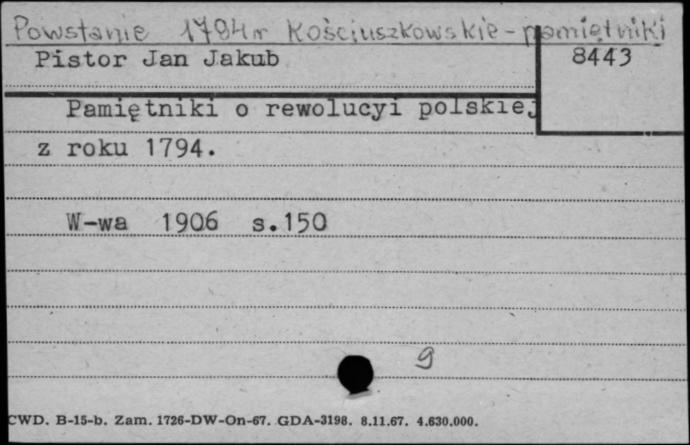 Powstanie 1794 r Kościuszkowskie - pamiętniki
Pistor Jan Jakub
8443
Pamiętniki o rewolucyi polskiej
z roku 1794.
W-wa 1906 s.150
9
CWD. B-15-b. Zam. 1726-DW-On-67. GDA-3198. 8.11.67. 4.630.000.